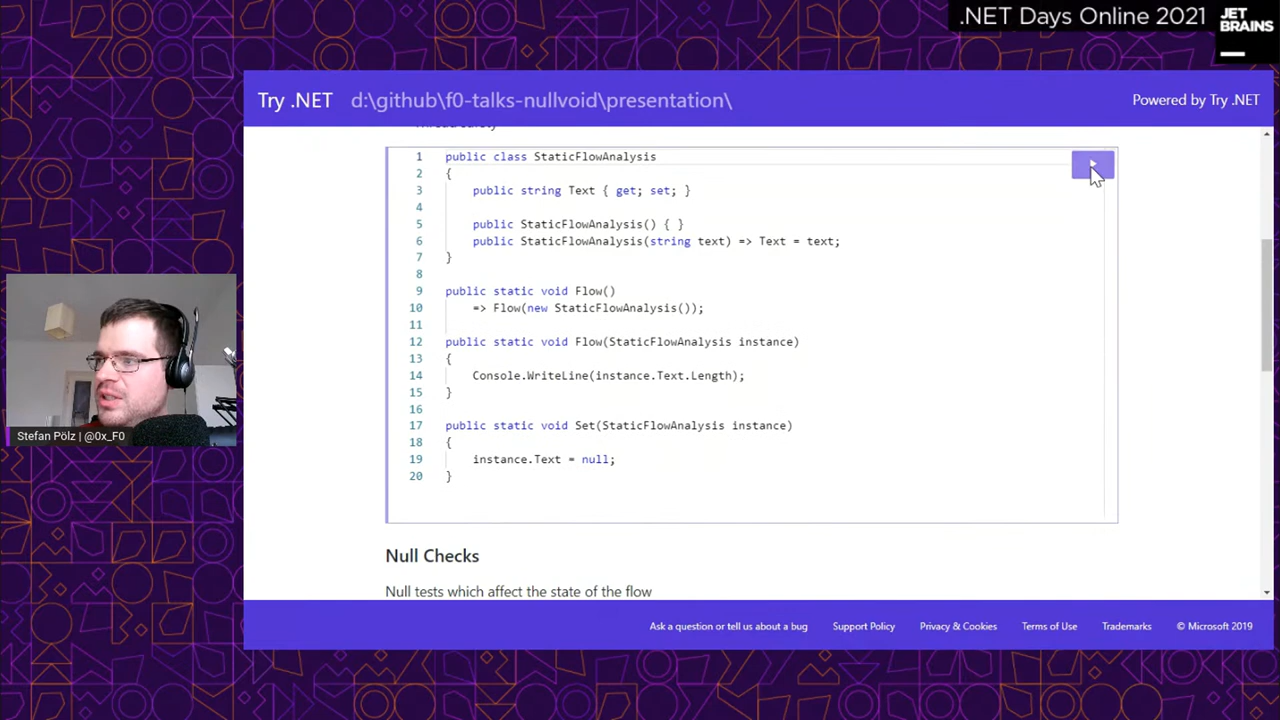 .NET Days Online 2021
JET
BRAINS
Try .NET d:\github\f0-talks-nullvoid\presentation\
Powered by Try .NET
Thread safety
1 public class StaticFlowAnalysis
2 {
3 public string Text { get; set; }
4
5 public StaticFlowAnalysis() { }
6 public StaticFlowAnalysis(string text) => Text = text;
7 }
8
9 public static void Flow()
10 => Flow(new StaticFlowAnalysis());
11
12 public static void Flow(StaticFlowAnalysis instance)
13 {
14 Console.WriteLine(instance.Text.Length);
15 }
16
17 public static void Set(StaticFlowAnalysis instance)
18 {
19 instance.Text = null;
20 }
Stefan Pölz | @0x_F0
Null Checks
Null tests which affect the state of the flow
Ask a question or tell us about a bug Support Policy Privacy & Cookies Terms of Use Trademarks © Microsoft 2019